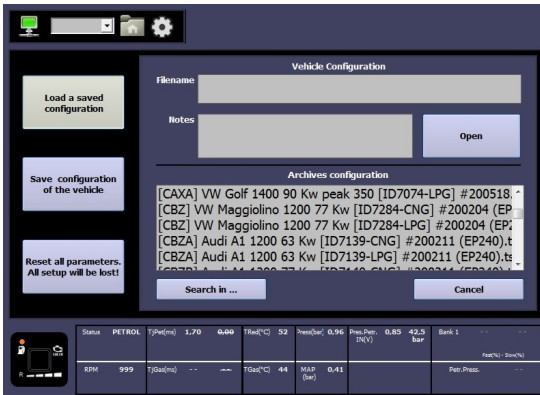 Vehicle Configuration
Filename
Load a saved
configuration
Notes
Open
Save configuration
of the vehicle
Archives configuration
[CAXA] VW Golf 1400 90 Kw peak 350 [ID7074-LPG] #200518.
[CBZ] VW Maggiolino 1200 77 Kw [ID7284-CNG] #200204 (EP
[CBZ] VW Maggiolino 1200 77 Kw [ID7284-LPG] #200204 (EP2
[CBZA] Audi A1 1200 63 Kw [ID7139-CNG] #200211 (EP240).t
[CBZA] Audi A1 1200 63 Kw [ID7139-LPG] #200211 (EP240).ts
Reset all parameters.
All setup will be lost!
Search in ...
Cancel
Status PETROL TjPet(ms) 1,70 0,00 TRed(°C) 52 Press(bar) 0,96 Pres.Petr. IN(V) 0,85 42,5 bar Bank 1 -- --
Fast(%) - Slow(%)
R
RPM 999 TjGas(ms) -- -- TGas(°C) 44 MAP (bar) 0,41 Petr.Press. --